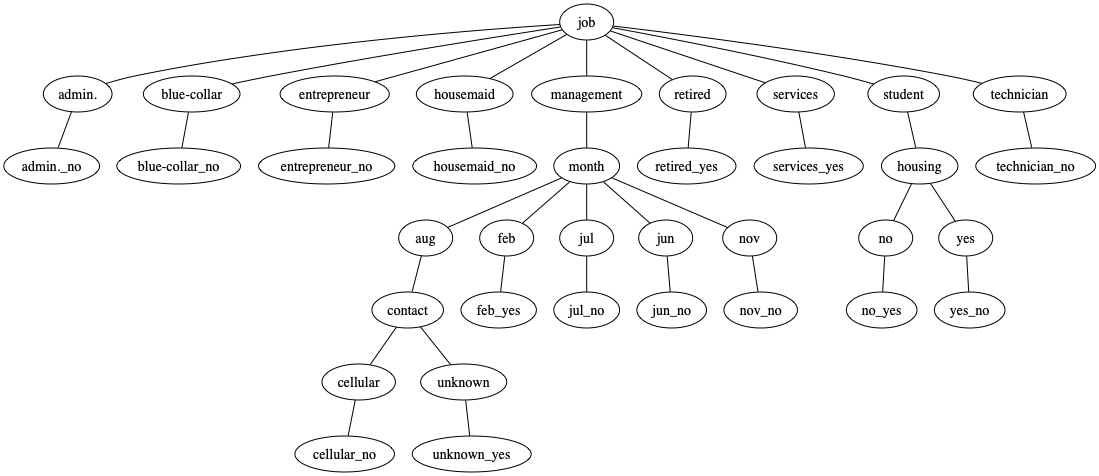 job
admin. blue-collar entrepreneur housemaid management retired services student technician
admin._no blue-collar_no entrepreneur_no housemaid_no month retired_yes services_yes housing technician_no
aug feb jul jun nov no yes
contact feb_yes jul_no jun_no nov_no no_yes yes_no
cellular unknown
cellular_no unknown_yes